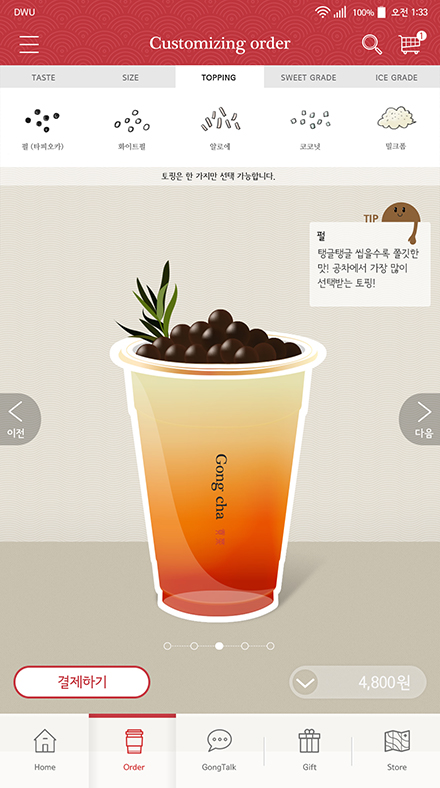 DWU
100%
오전 1:33
Customizing order
1
TASTE
SIZE
TOPPING
SWEET GRADE
ICE GRADE
펄 (타피오카)
화이트펄
알로에
코코넛
밀크폼
토핑은 한 가지만 선택 가능합니다.
TIP
펄
탱글탱글 씹을수록 쫄깃한
맛! 공차에서 가장 많이
선택받는 토핑!
이전
다음
Gong cha
결제하기
4,800원
Home
Order
GongTalk
Gift
Store